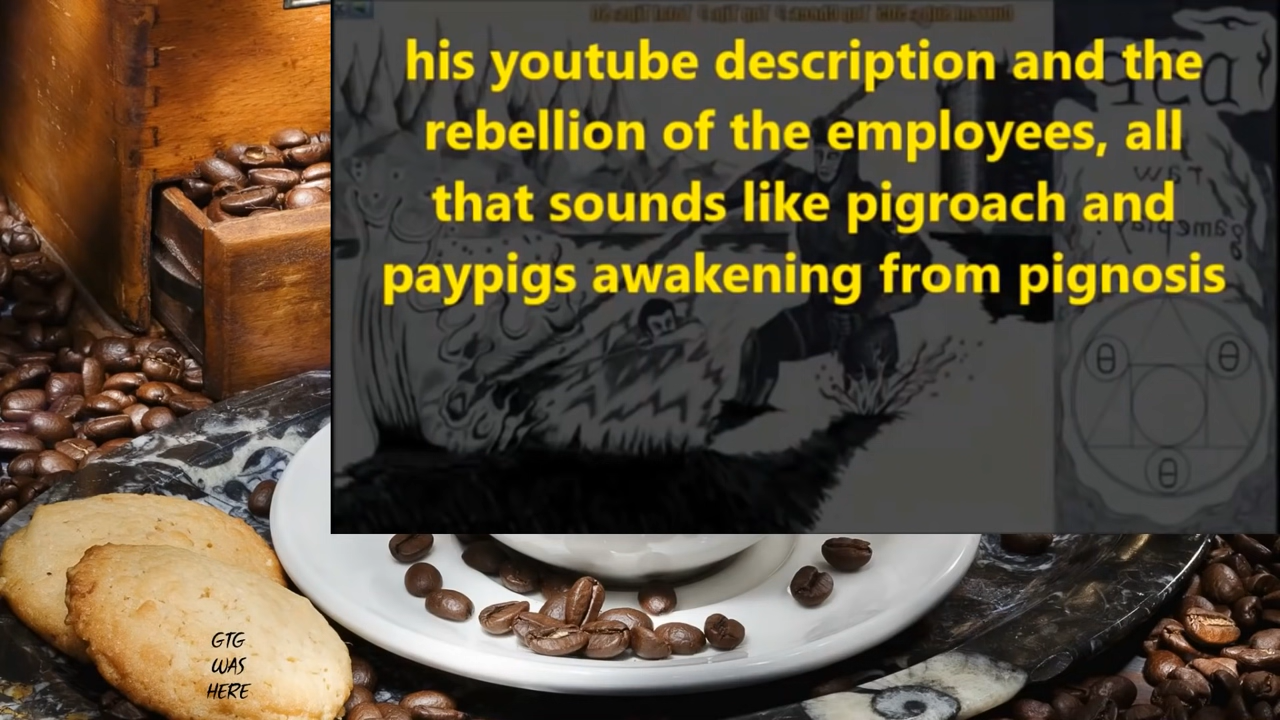 his youtube description and the
rebellion of the employees, all
that sounds like pigroach and
paypigs awakening from pignosis
GTG
WAS
HERE